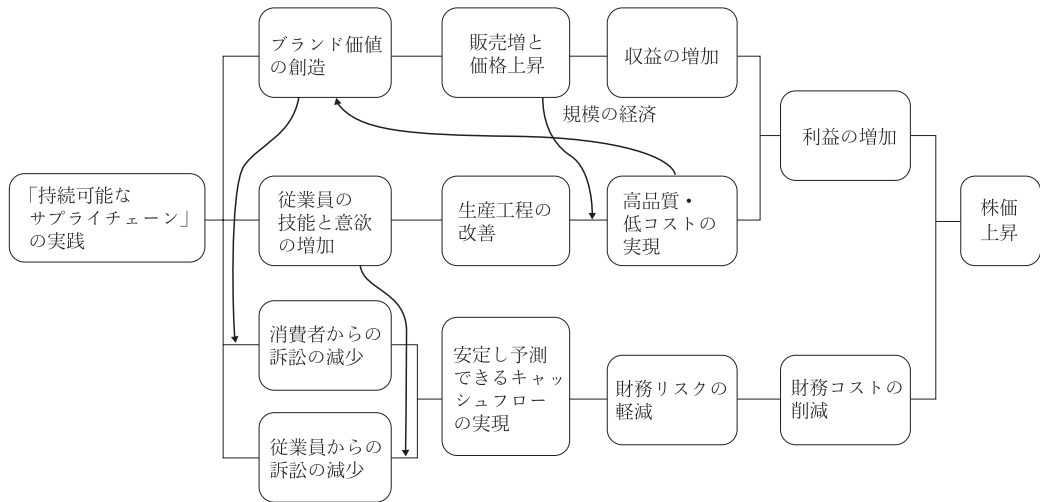 「持続可能な
サプライチェーン」
の実践
ブランド価値
の創造
販売増と
価格上昇
収益の増加
規模の経済
利益の増加
従業員の
技能と意欲
の増加
生産工程の
改善
高品質・
低コストの
実現
株価
上昇
消費者からの
訴訟の減少
従業員からの
訴訟の減少
安定し予測
できるキャッ
シュフロー
の実現
財務リスクの
軽減
財務コストの
削減